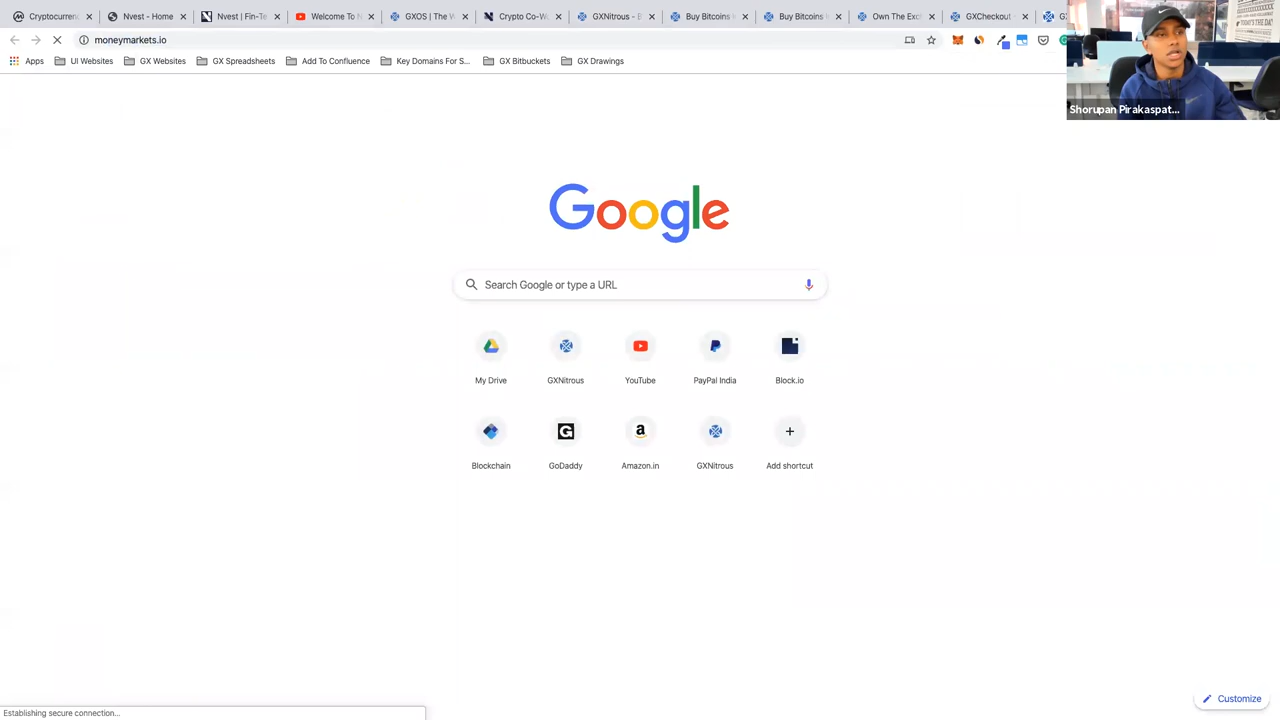 Cryptocurrenc Nvest - Home Nvest | Fin-Te Welcome To N GXOS | The W Crypto Co-W GXNitrous - B Buy Bitcoins Buy Bitcoins Own The Exc GXCheckout -
moneymarkets.io
Apps UI Websites GX Websites GX Spreadsheets Add To Confluence Key Domains For S... GX Bitbuckets GX Drawings
Shorupan Pirakaspat...
Google
Search Google or type a URL
My Drive GXNitrous YouTube PayPal India Block.io
Blockchain GoDaddy Amazon.in GXNitrous Add shortcut
Customize
Establishing secure connection...